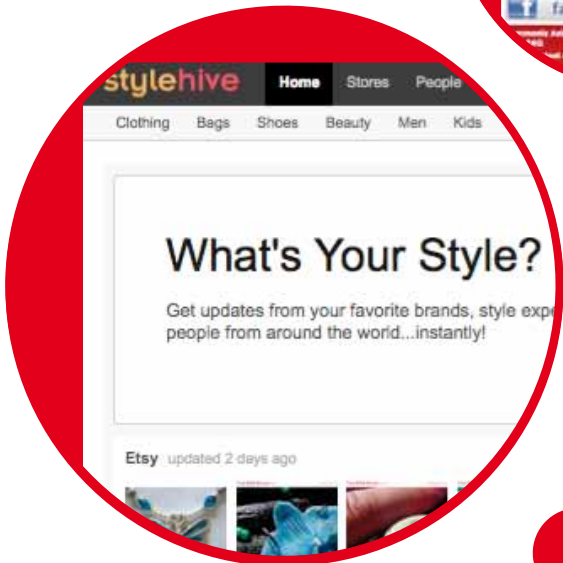 stylehive Home Stores People
Clothing Bags Shoes Beauty Men Kids
What's Your Style?
Get updates from your favorite brands, style expe
people from around the world...instantly!
Etsy updated 2 days ago